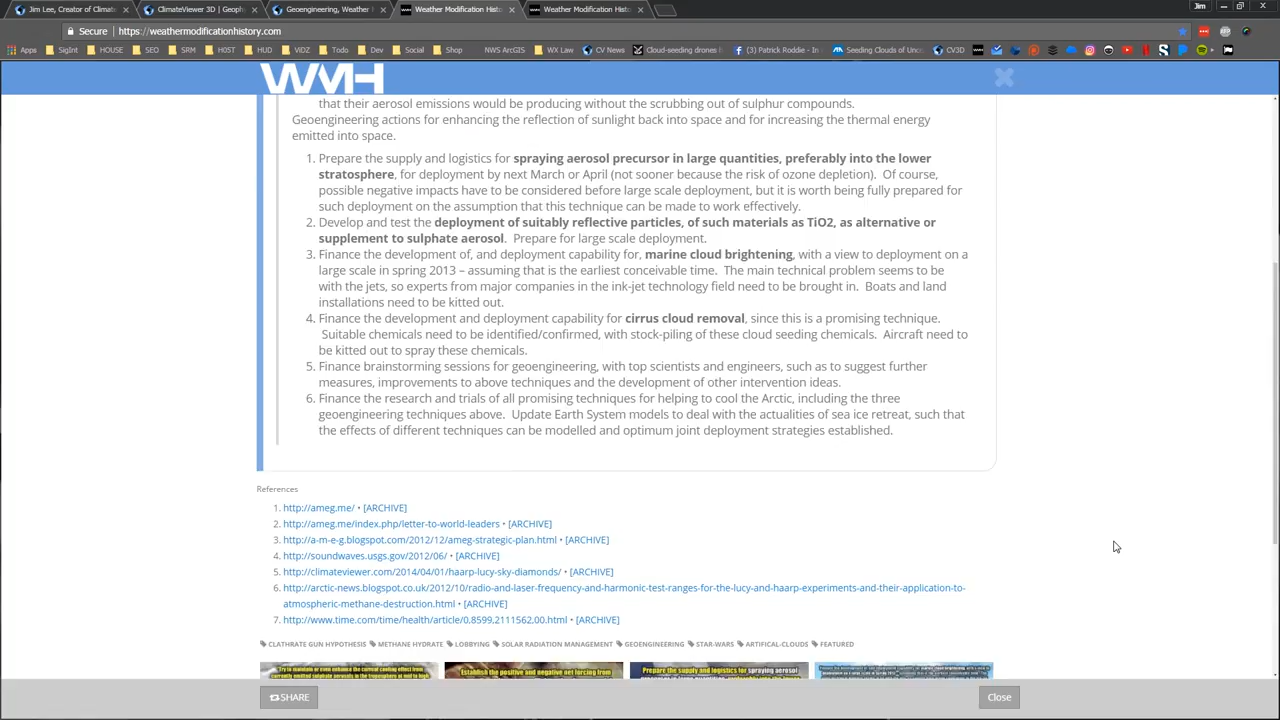 Jim Lee, Creator of Climate
ClimateViewer 3D | Geoph
Geoengineering, Weather
Weather Modification Hist
Weather Modification Hist
Jim
Secure | https://weathermodificationhistory.com
Apps SigInt HOUSE SEO SRM HOST HUD ViDZ Todo Dev Social Shop NWS ArcGIS WX Law CV News Cloud-seeding drones (3) Patrick Roddie - In Seeding Clouds of Unc CV3D
WMH
that their aerosol emissions would be producing without the scrubbing out of sulphur compounds.
Geoengineering actions for enhancing the reflection of sunlight back into space and for increasing the thermal energy
emitted into space.
1. Prepare the supply and logistics for spraying aerosol precursor in large quantities, preferably into the lower
stratosphere, for deployment by next March or April (not sooner because the risk of ozone depletion). Of course,
possible negative impacts have to be considered before large scale deployment, but it is worth being fully prepared for
such deployment on the assumption that this technique can be made to work effectively.
2. Develop and test the deployment of suitably reflective particles, of such materials as TiO2, as alternative or
supplement to sulphate aerosol. Prepare for large scale deployment.
3. Finance the development of, and deployment capability for, marine cloud brightening, with a view to deployment on a
large scale in spring 2013 – assuming that is the earliest conceivable time. The main technical problem seems to be
with the jets, so experts from major companies in the ink-jet technology field need to be brought in. Boats and land
installations need to be kitted out.
4. Finance the development and deployment capability for cirrus cloud removal, since this is a promising technique.
Suitable chemicals need to be identified/confirmed, with stock-piling of these cloud seeding chemicals. Aircraft need to
be kitted out to spray these chemicals.
5. Finance brainstorming sessions for geoengineering, with top scientists and engineers, such as to suggest further
measures, improvements to above techniques and the development of other intervention ideas.
6. Finance the research and trials of all promising techniques for helping to cool the Arctic, including the three
geoengineering techniques above. Update Earth System models to deal with the actualities of sea ice retreat, such that
the effects of different techniques can be modelled and optimum joint deployment strategies established.
References
1. http://ameg.me/ • [ARCHIVE]
2. http://ameg.me/index.php/letter-to-world-leaders • [ARCHIVE]
3. http://a-m-e-g.blogspot.com/2012/12/ameg-strategic-plan.html • [ARCHIVE]
4. http://soundwaves.usgs.gov/2012/06/ • [ARCHIVE]
5. http://climateviewer.com/2014/04/01/haarp-lucy-sky-diamonds/ • [ARCHIVE]
6. http://arctic-news.blogspot.co.uk/2012/10/radio-and-laser-frequency-and-harmonic-test-ranges-for-the-lucy-and-haarp-experiments-and-their-application-to-
atmospheric-methane-destruction.html • [ARCHIVE]
7. http://www.time.com/time/health/article/0,8599,2111562,00.html • [ARCHIVE]
CLATHRATE GUN HYPOTHESIS METHANE HYDRATE LOBBYING SOLAR RADIATION MANAGEMENT GEOENGINEERING STAR-WARS ARTIFICAL-CLOUDS FEATURED
Try to maintain or even enhance the current cooling effect from
Establish the positive and negative net forcing from
Prepare the supply and logistics for spraying aerosol
SHARE
Close